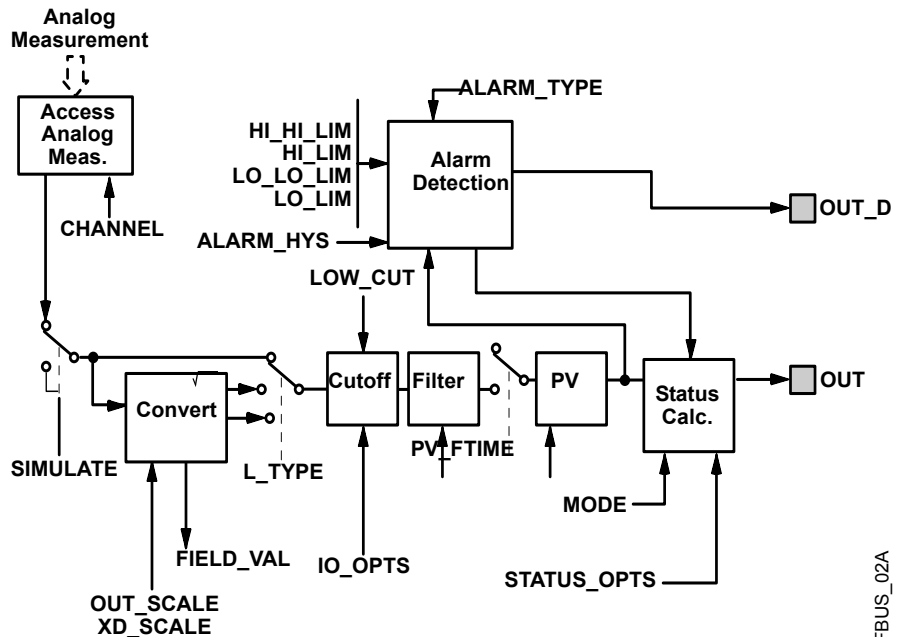 Analog
Measurement
Access
Analog
Meas.
CHANNEL
ALARM_TYPE
HI_HI_LIM
HI_LIM
LO_LO_LIM
LO_LIM
ALARM_HYS
Alarm
Detection
OUT_D
LOW_CUT
SIMULATE
Convert
L_TYPE
Cutoff
Filter
PV_FTIME
PV
Status
Calc.
OUT
FIELD_VAL
OUT_SCALE
XD_SCALE
IO_OPTS
MODE
STATUS_OPTS
FBUS_02A